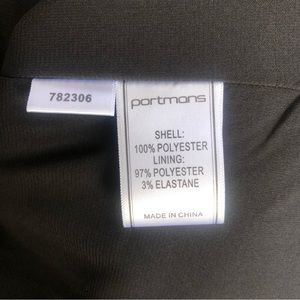 782306
portmans
SHELL:
100% POLYESTER
LINING:
97% POLYESTER
3% ELASTANE
MADE IN CHINA